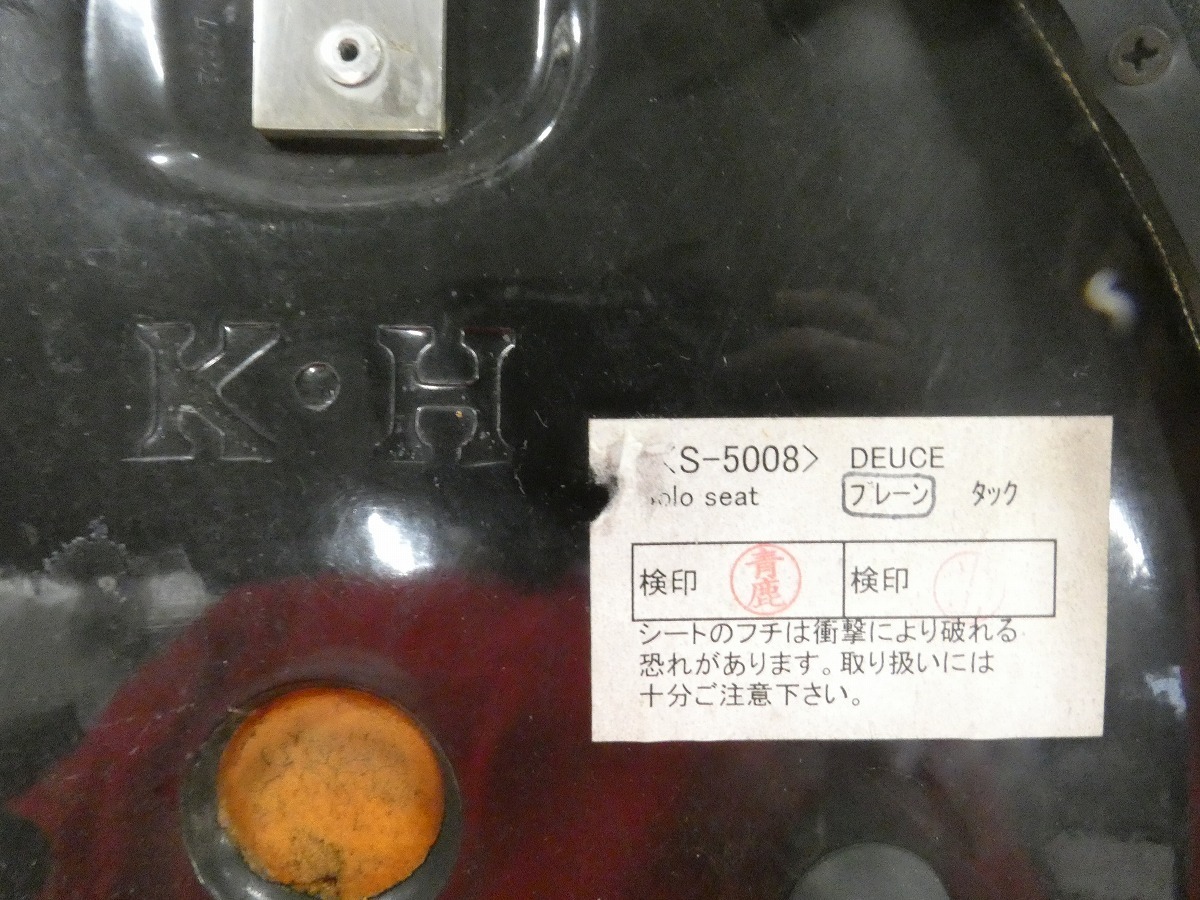 K・H
<S-5008> DEUCE
solo seat プレーン タック
検印 青鹿 検印
シートのフチは衝撃により破れる
恐れがあります。取り扱いには
十分ご注意下さい。